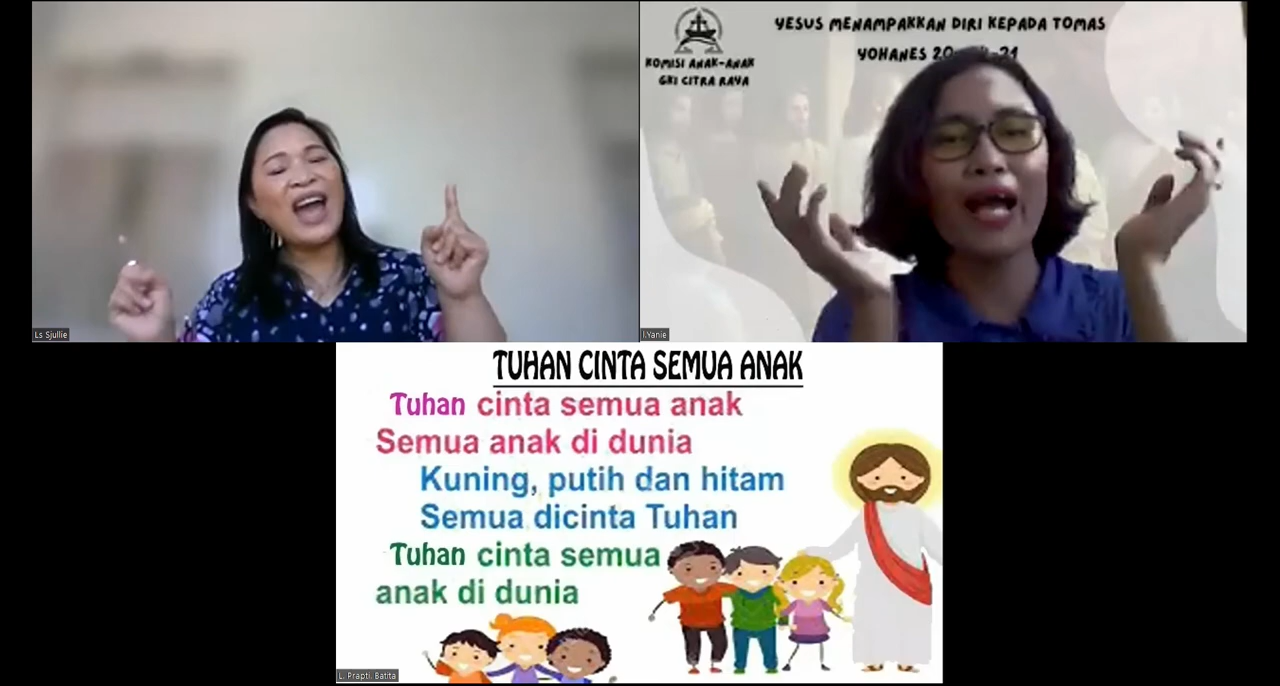 YESUS MENAMPAKKAN DIRI KEPADA TOMAS
YOHANES 20
21
KOMISI ANAK-ANAK
GKI CITRA RAYA
Ls Sjullie
l.Yanie
TUHAN CINTA SEMUA ANAK
Tuhan cinta semua anak
Semua anak di dunia
Kuning, putih dan hitam
Semua dicinta Tuhan
Tuhan cinta semua
anak di dunia
L. Prapti. Batita